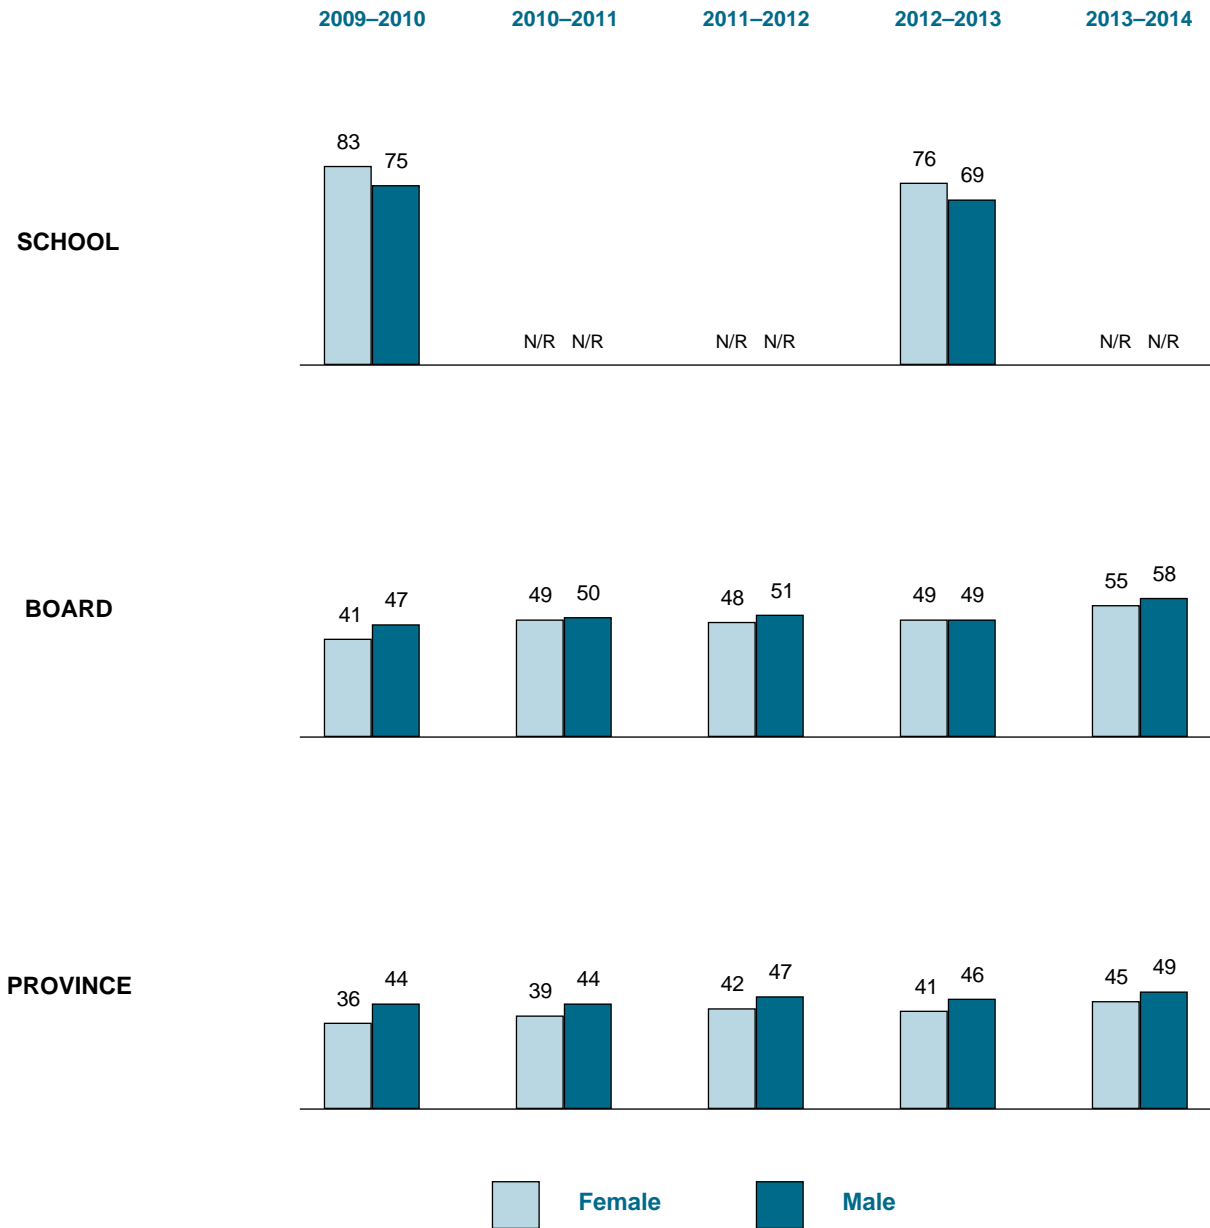 2009–2010 2010–2011 2011–2012 2012–2013 2013–2014
83 75 76 69
SCHOOL
N/R N/R N/R N/R N/R N/R
41 47 49 50 48 51 49 49 55 58
BOARD
36 44 39 44 42 47 41 46 45 49
PROVINCE
Female Male